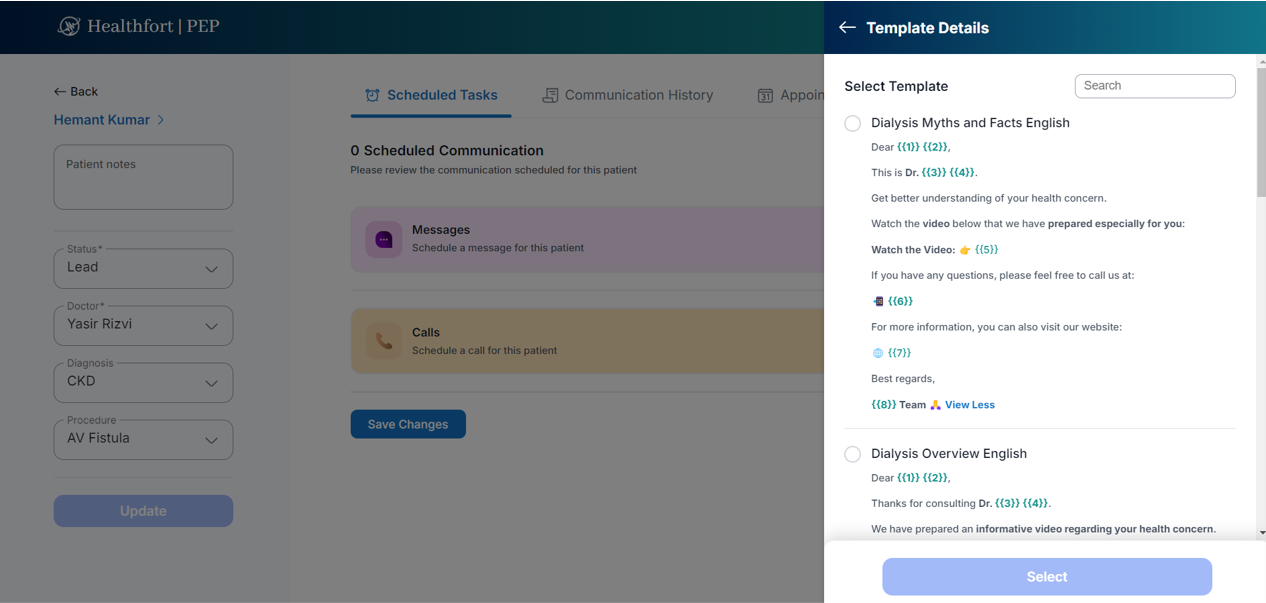 Healthfort | PEP
← Back
Hemant Kumar >
Patient notes
Status*
Lead
Doctor*
Yasir Rizvi
Diagnosis
CKD
Procedure
AV Fistula
Update
Scheduled Tasks
Communication History
31 Appoin
0 Scheduled Communication
Please review the communication scheduled for this patient
Messages
Schedule a message for this patient
Calls
Schedule a call for this patient
Save Changes
← Template Details
Select Template
Search
Dialysis Myths and Facts English
Dear {{1}} {{2}},
This is Dr. {{3}} {{4}}.
Get better understanding of your health concern.
Watch the video below that we have prepared especially for you:
Watch the Video: 👉 {{5}}
If you have any questions, please feel free to call us at:
📲 {{6}}
For more information, you can also visit our website:
🌐 {{7}}
Best regards,
{{8}} Team 🙏 View Less
Dialysis Overview English
Dear {{1}} {{2}},
Thanks for consulting Dr. {{3}} {{4}}.
We have prepared an informative video regarding your health concern.
Select